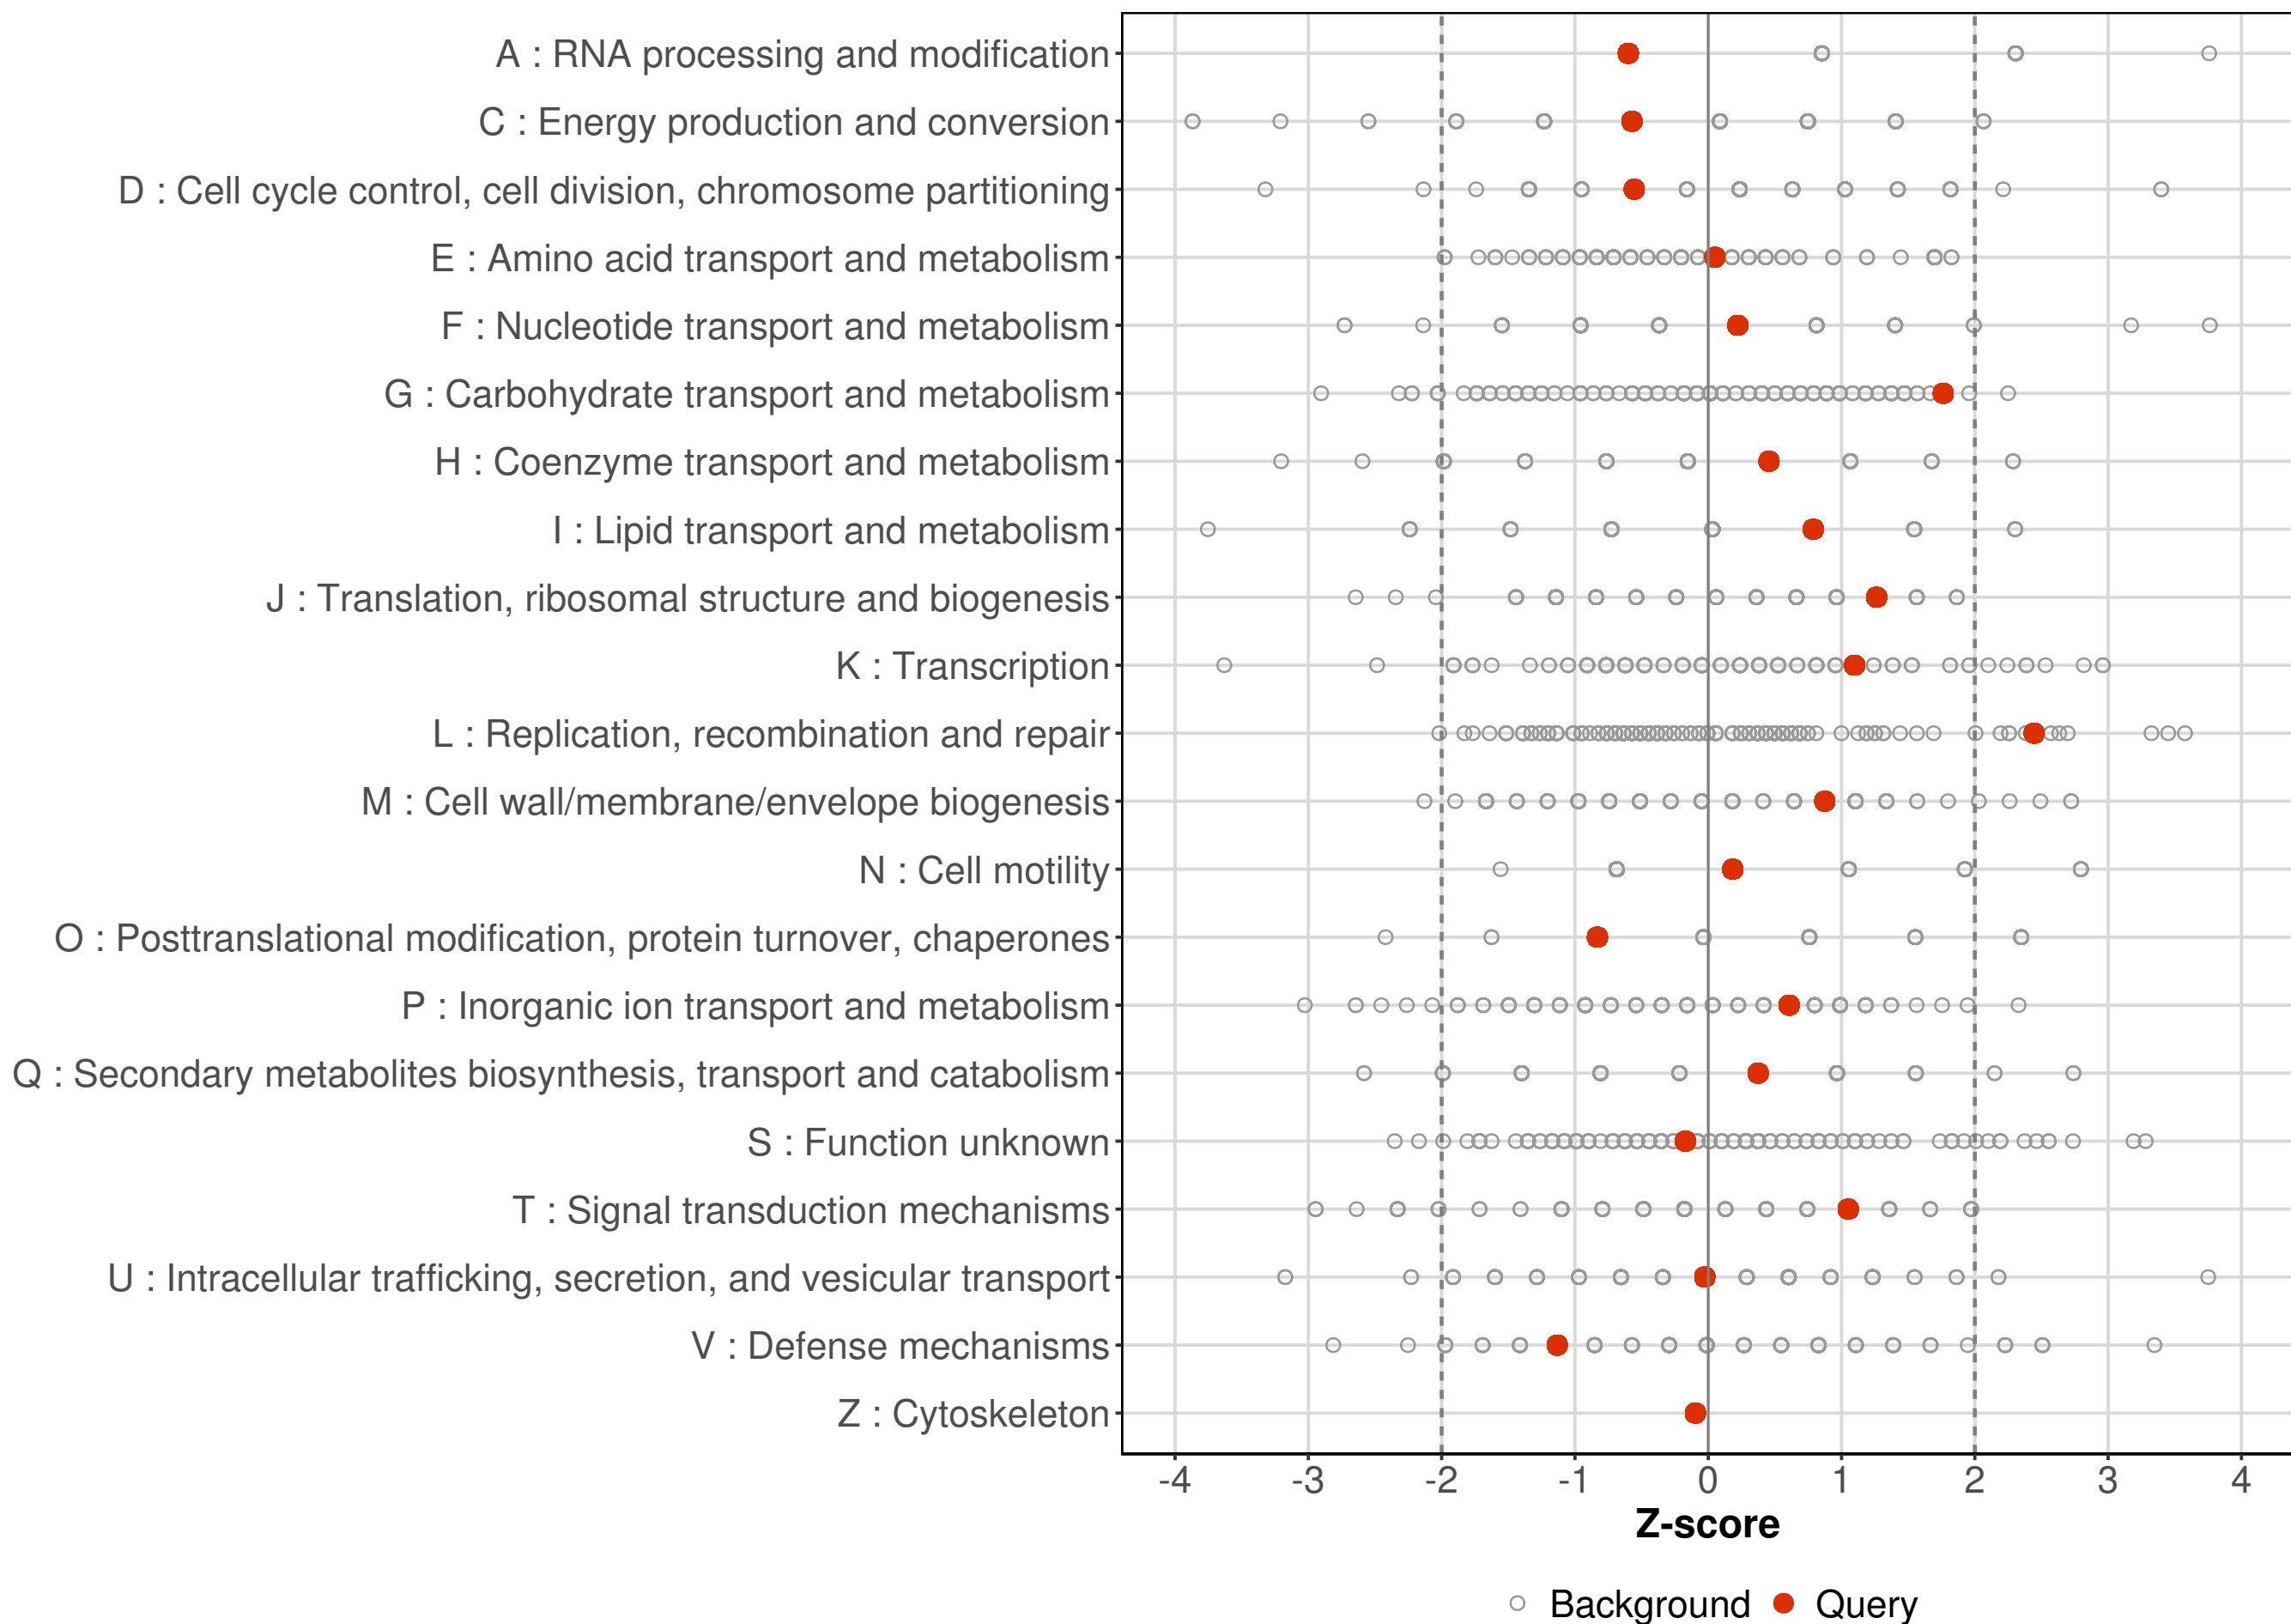 A : RNA processing and modification
C : Energy production and conversion
D : Cell cycle control, cell division, chromosome partitioning
E : Amino acid transport and metabolism
F : Nucleotide transport and metabolism
G : Carbohydrate transport and metabolism
H : Coenzyme transport and metabolism
I : Lipid transport and metabolism
J : Translation, ribosomal structure and biogenesis
K : Transcription
L : Replication, recombination and repair
M : Cell wall/membrane/envelope biogenesis
N : Cell motility
O : Posttranslational modification, protein turnover, chaperones
P : Inorganic ion transport and metabolism
Q : Secondary metabolites biosynthesis, transport and catabolism
S : Function unknown
T : Signal transduction mechanisms
U : Intracellular trafficking, secretion, and vesicular transport
V : Defense mechanisms
Z : Cytoskeleton
-4 -3 -2 -1 0 1 2 3 4
Z-score
Background Query